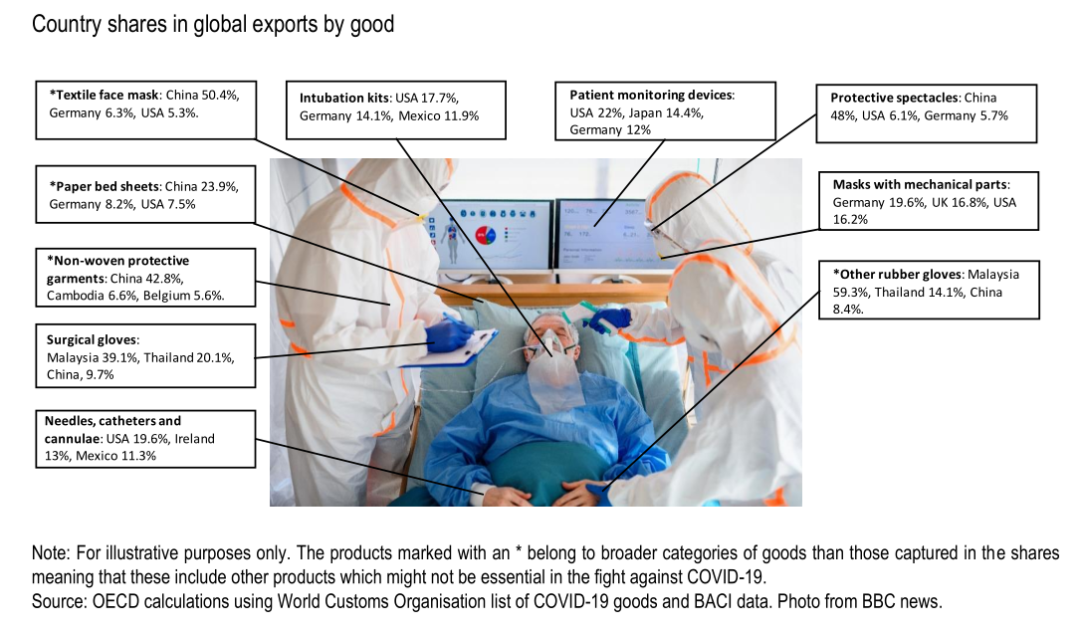 Country shares in global exports by good
*Textile face mask: China 50.4%,
Germany 6.3%, USA 5.3%.
Intubation kits: USA 17.7%,
Germany 14.1%, Mexico 11.9%
Patient monitoring devices:
USA 22%, Japan 14.4%,
Germany 12%
Protective spectacles: China
48%, USA 6.1%, Germany 5.7%
*Paper bed sheets: China 23.9%,
Germany 8.2%, USA 7.5%
Masks with mechanical parts:
Germany 19.6%, UK 16.8%, USA
16.2%
*Non-woven protective
garments: China 42.8%,
Cambodia 6.6%, Belgium 5.6%.
*Other rubber gloves: Malaysia
59.3%, Thailand 14.1%, China
8.4%.
Surgical gloves:
Malaysia 39.1%, Thailand 20.1%,
China, 9.7%
Needles, catheters and
cannulae: USA 19.6%, Ireland
13%, Mexico 11.3%
Note: For illustrative purposes only. The products marked with an * belong to broader categories of goods than those captured in the shares
meaning that these include other products which might not be essential in the fight against COVID-19.
Source: OECD calculations using World Customs Organisation list of COVID-19 goods and BACI data. Photo from BBC news.